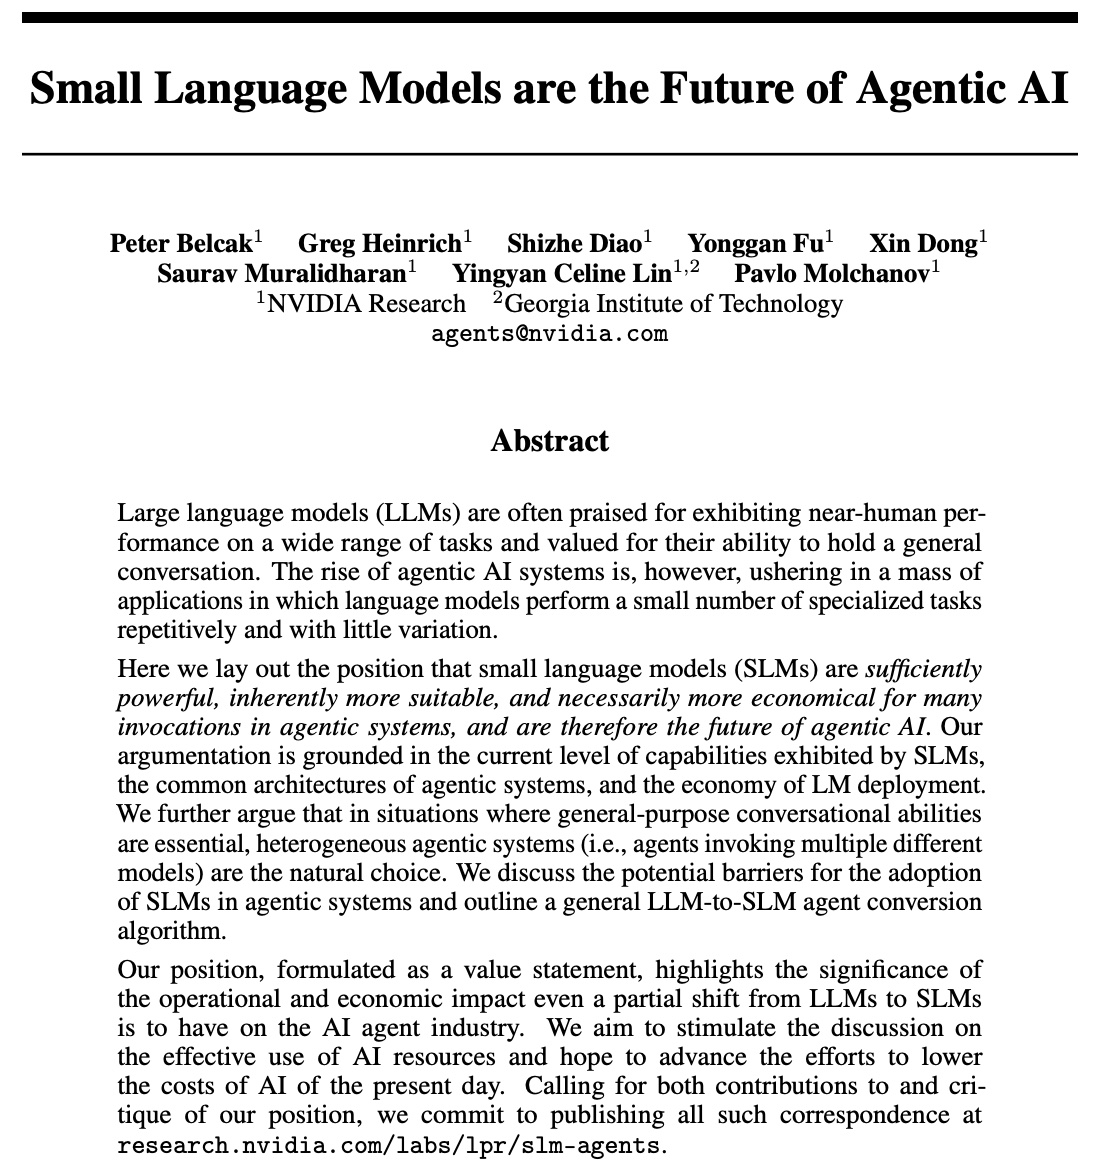 Small Language Models are the Future of Agentic AI
Peter Belcak¹ Greg Heinrich¹ Shizhe Diao¹ Yonggan Fu¹ Xin Dong¹
Saurav Muralidharan¹ Yingyan Celine Lin¹,² Pavlo Molchanov¹
¹NVIDIA Research ²Georgia Institute of Technology
agents@nvidia.com
Abstract
Large language models (LLMs) are often praised for exhibiting near-human per-
formance on a wide range of tasks and valued for their ability to hold a general
conversation. The rise of agentic AI systems is, however, ushering in a mass of
applications in which language models perform a small number of specialized tasks
repetitively and with little variation.
Here we lay out the position that small language models (SLMs) are sufficiently
powerful, inherently more suitable, and necessarily more economical for many
invocations in agentic systems, and are therefore the future of agentic AI. Our
argumentation is grounded in the current level of capabilities exhibited by SLMs,
the common architectures of agentic systems, and the economy of LM deployment.
We further argue that in situations where general-purpose conversational abilities
are essential, heterogeneous agentic systems (i.e., agents invoking multiple different
models) are the natural choice. We discuss the potential barriers for the adoption
of SLMs in agentic systems and outline a general LLM-to-SLM agent conversion
algorithm.
Our position, formulated as a value statement, highlights the significance of
the operational and economic impact even a partial shift from LLMs to SLMs
is to have on the AI agent industry. We aim to stimulate the discussion on
the effective use of AI resources and hope to advance the efforts to lower
the costs of AI of the present day. Calling for both contributions to and cri-
tique of our position, we commit to publishing all such correspondence at
research.nvidia.com/labs/lpr/slm-agents.